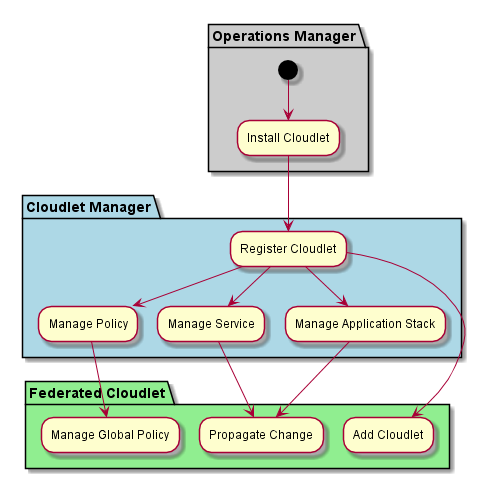 Operations Manager
Install Cloudlet
Cloudlet Manager
Register Cloudlet
Manage Policy
Manage Service
Manage Application Stack
Federated Cloudlet
Manage Global Policy
Propagate Change
Add Cloudlet